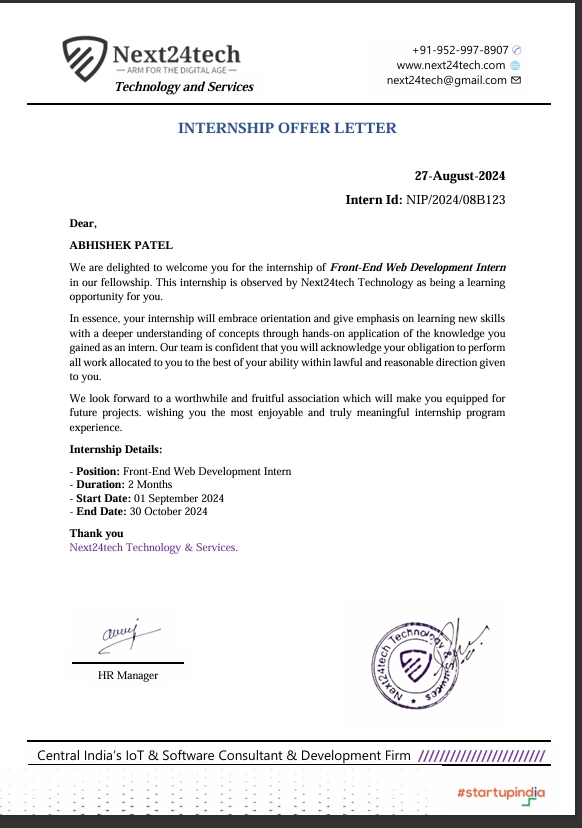 Next24tech
— ARM FOR THE DIGITAL AGE —
Technology and Services
+91-952-997-8907
www.next24tech.com
next24tech@gmail.com
INTERNSHIP OFFER LETTER
27-August-2024
Intern Id: NIP/2024/08B123
Dear,
ABHISHEK PATEL
We are delighted to welcome you for the internship of Front-End Web Development Intern
in our fellowship. This internship is observed by Next24tech Technology as being a learning
opportunity for you.
In essence, your internship will embrace orientation and give emphasis on learning new skills
with a deeper understanding of concepts through hands-on application of the knowledge you
gained as an intern. Our team is confident that you will acknowledge your obligation to perform
all work allocated to you to the best of your ability within lawful and reasonable direction given
to you.
We look forward to a worthwhile and fruitful association which will make you equipped for
future projects. wishing you the most enjoyable and truly meaningful internship program
experience.
Internship Details:
- Position: Front-End Web Development Intern
- Duration: 2 Months
- Start Date: 01 September 2024
- End Date: 30 October 2024
Thank you
Next24tech Technology & Services.
HR Manager
Next24tech Technology & Services
Central India's IoT & Software Consultant & Development Firm
#startupindia